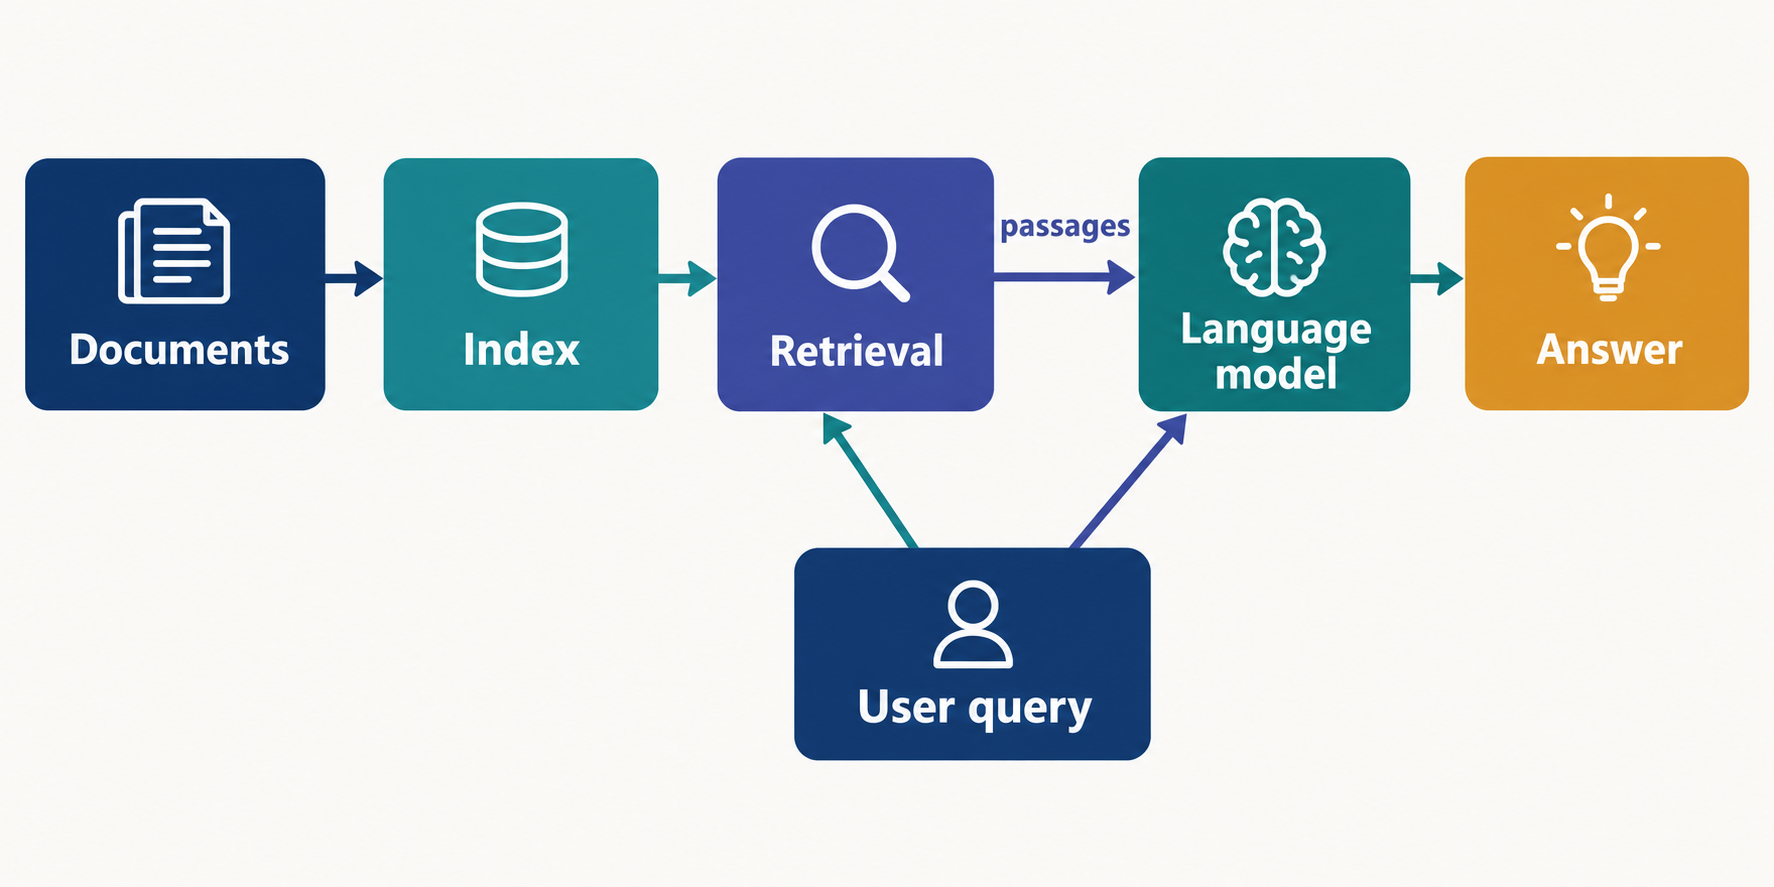 Documents
Index
Retrieval
passages
Language
model
Answer
User query